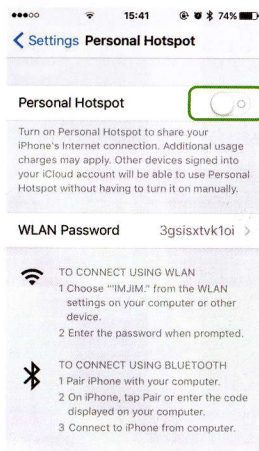 15:41 74%
Settings Personal Hotspot
Personal Hotspot
Turn on Personal Hotspot to share your
iPhone's Internet connection. Additional usage
charges may apply. Other devices signed into
your iCloud account will be able to use Personal
Hotspot without having to turn it on manually.
WLAN Password 3gsisxtvk1oi
TO CONNECT USING WLAN
1 Choose "“IMJIM.” from the WLAN
settings on your computer or other
device.
2 Enter the password when prompted.
TO CONNECT USING BLUETOOTH
1 Pair iPhone with your computer.
2 On iPhone, tap Pair or enter the code
displayed on your computer.
3 Connect to iPhone from computer.